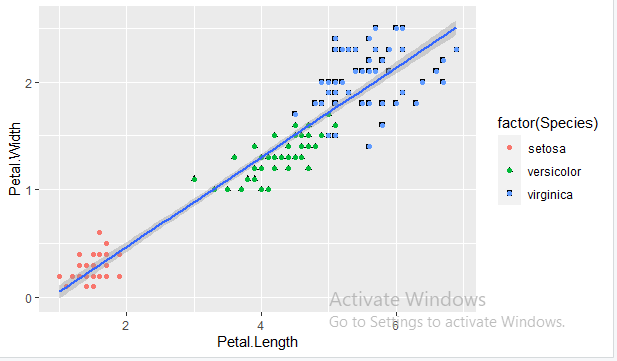 Petal.Width
2
1
0
2
4
6
Petal.Length
factor(Species)
setosa
versicolor
virginica
Activate Windows
Go to Settings to activate Windows.